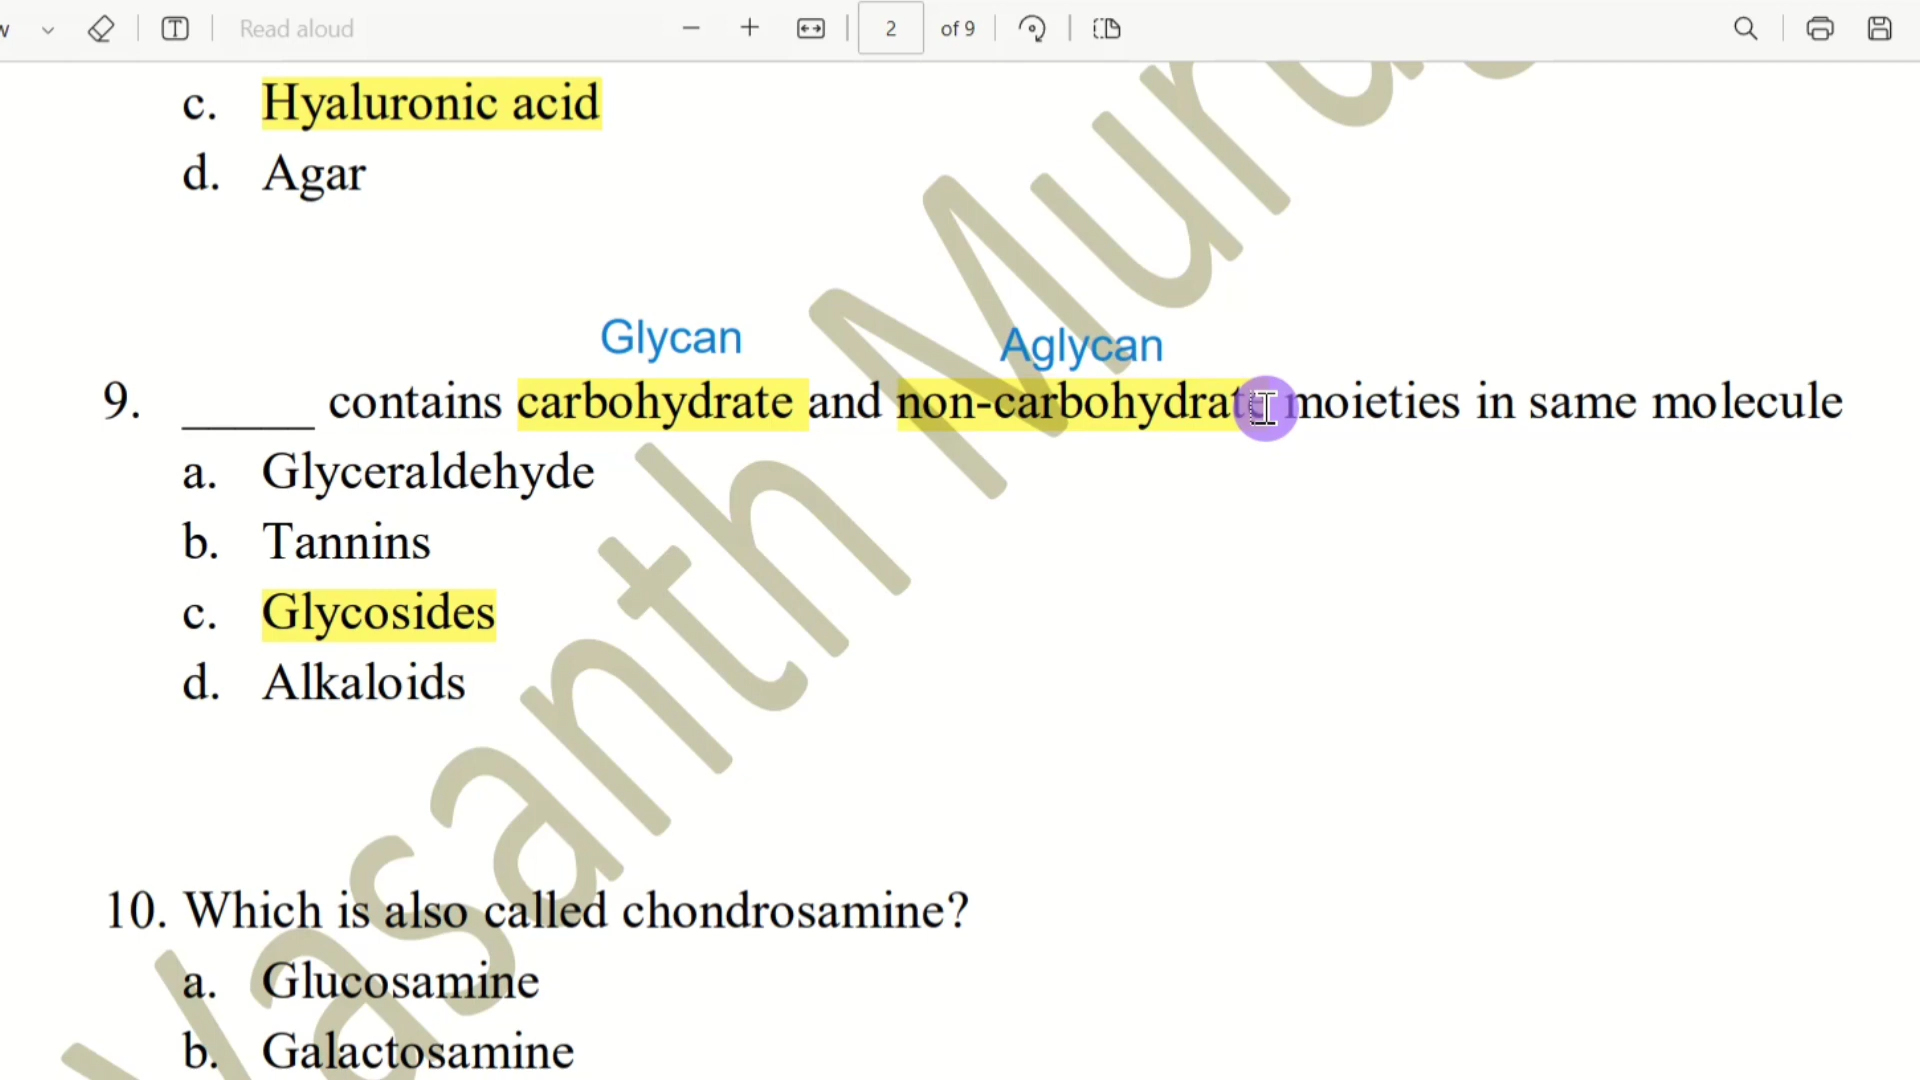 Read aloud
2 of 9
c. Hyaluronic acid
d. Agar
Glycan Aglycan
9. _____ contains carbohydrate and non-carbohydrate moieties in same molecule
a. Glyceraldehyde
b. Tannins
c. Glycosides
d. Alkaloids
10. Which is also called chondrosamine?
a. Glucosamine
b. Galactosamine
Vasanth